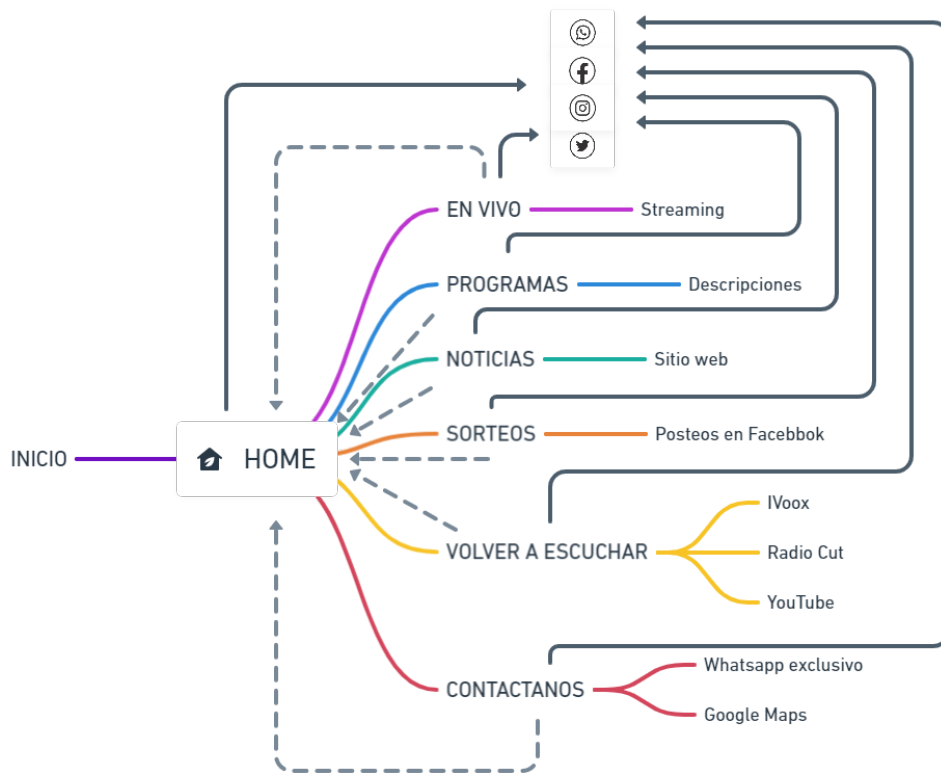 EN VIVO
Streaming
PROGRAMAS
Descripciones
NOTICIAS
Sitio web
INICIO
HOME
SORTEOS
Posteos en Facebbok
VOLVER A ESCUCHAR
IVoox
Radio Cut
YouTube
CONTACTANOS
Whatsapp exclusivo
Google Maps